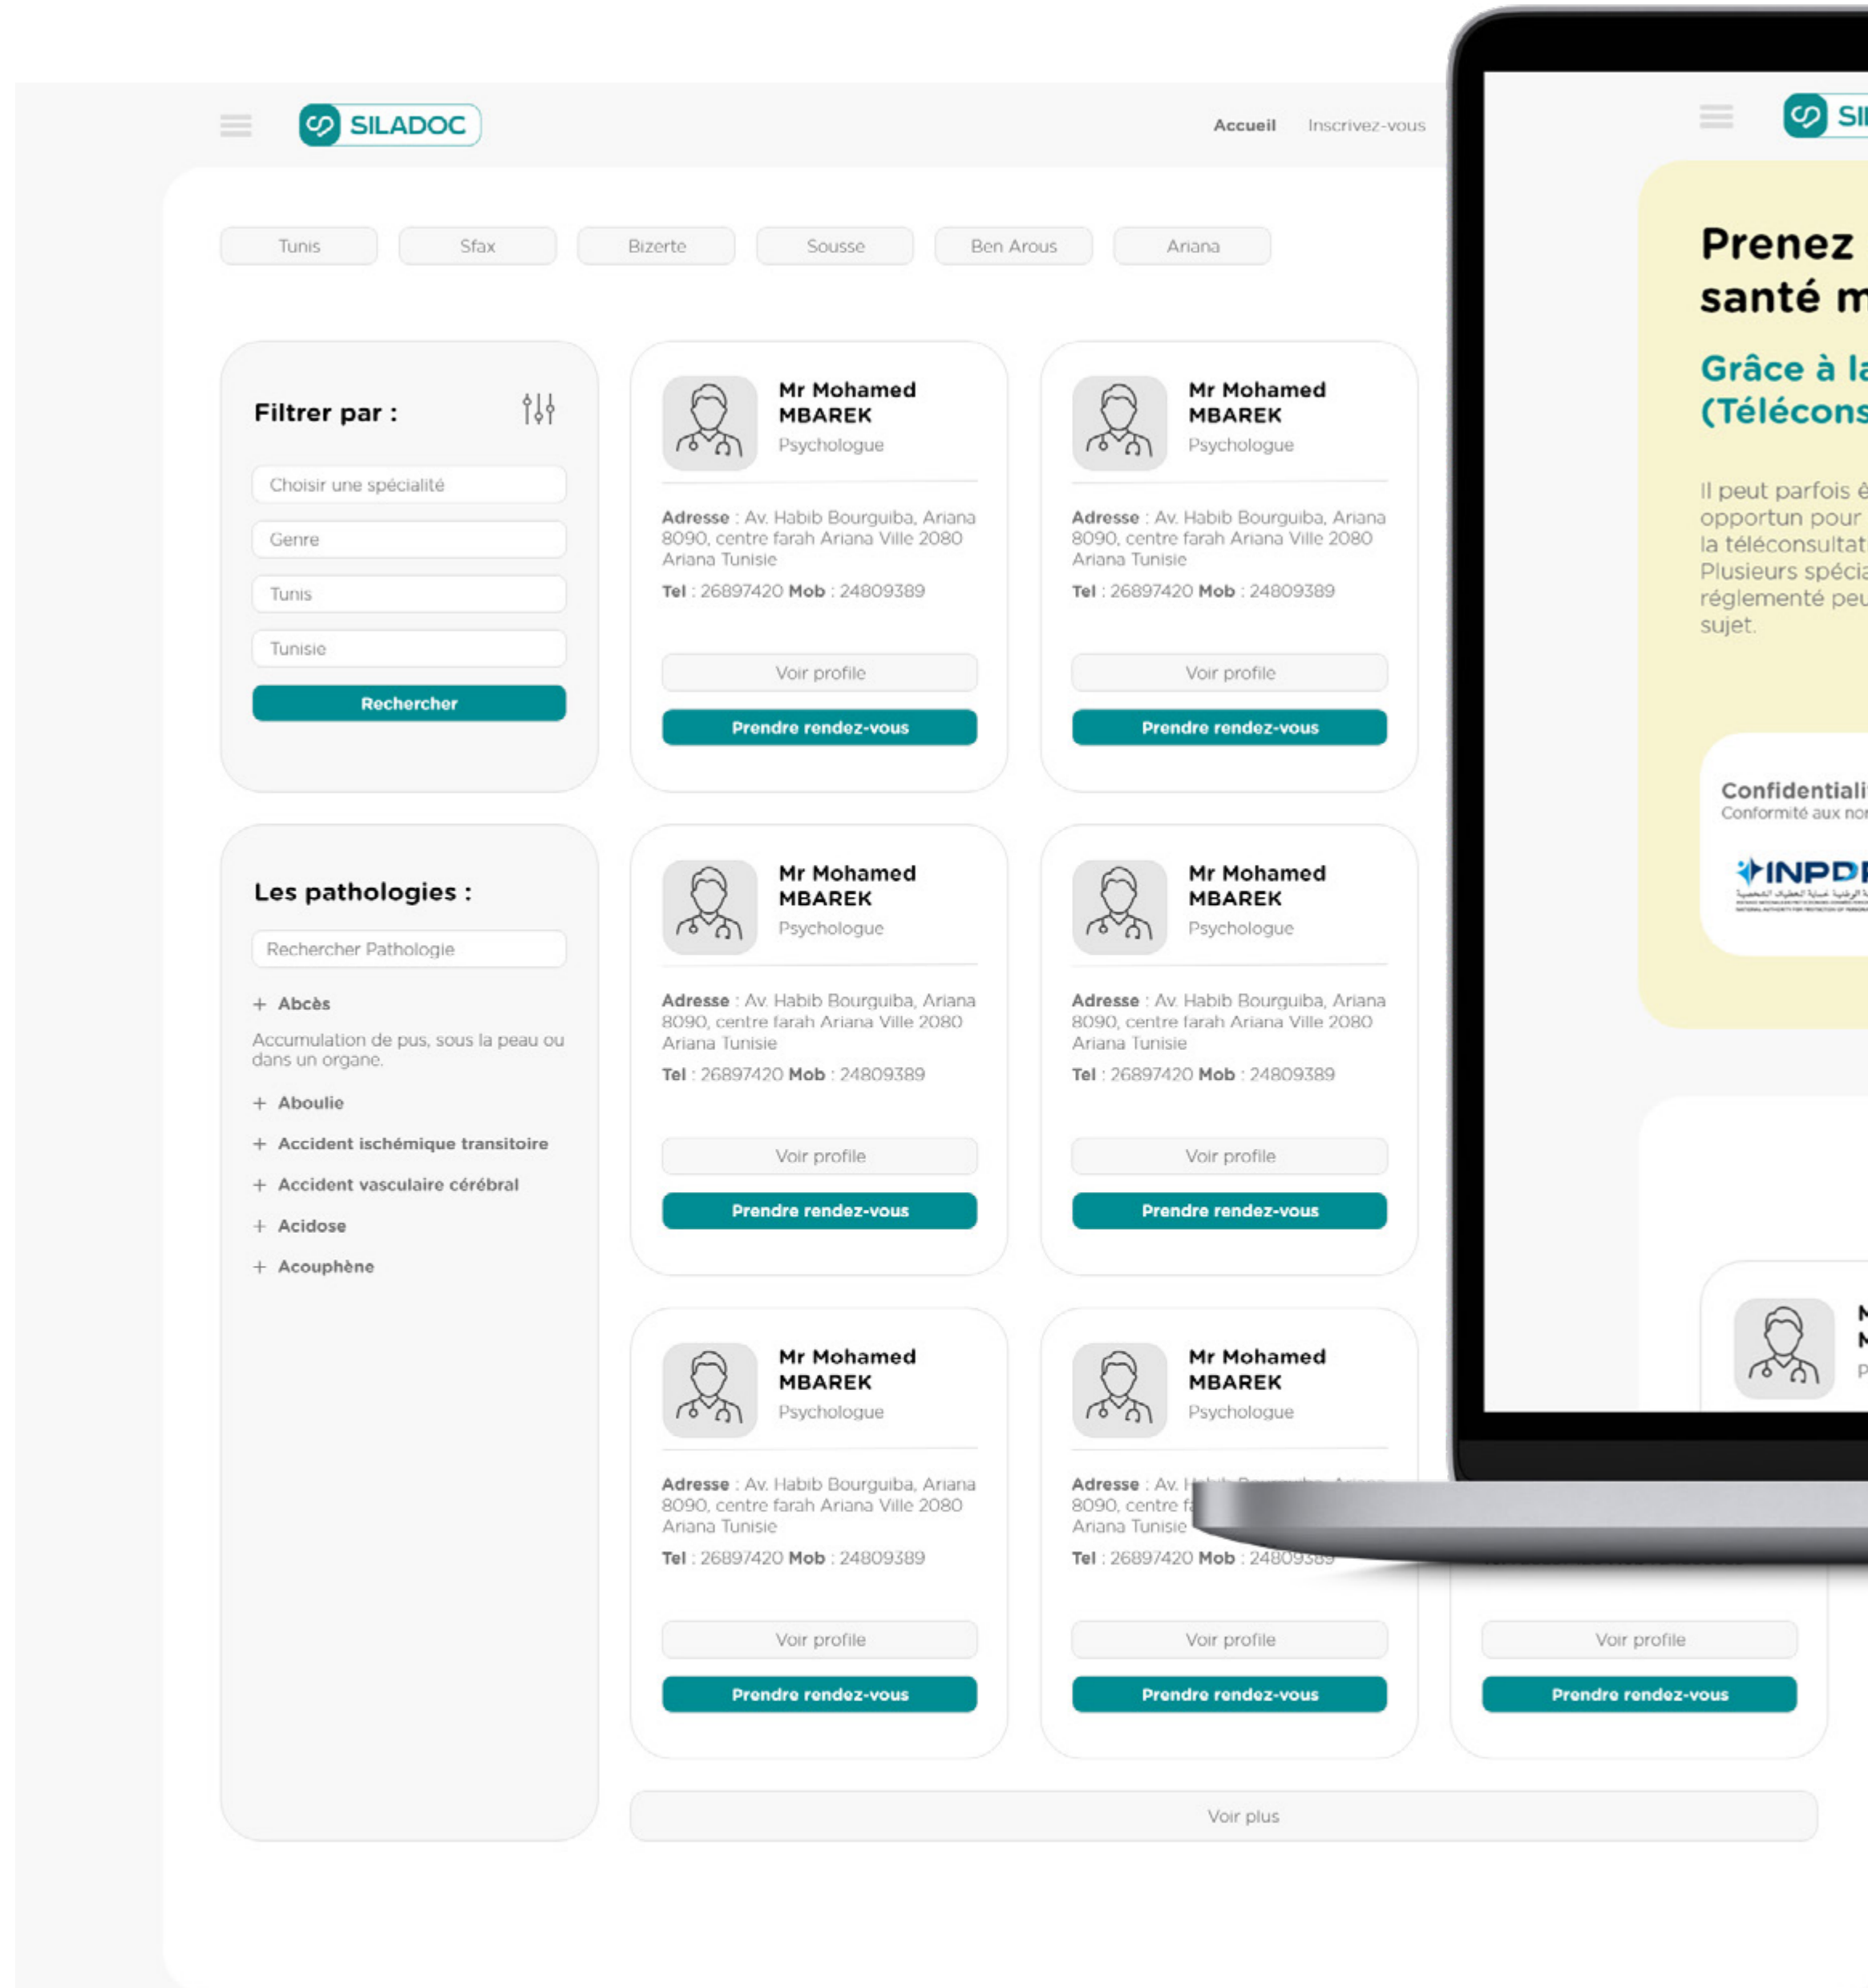 SILADOC
Accueil Inscrivez-vous
Tunis Sfax Bizerte Sousse Ben Arous Ariana
Filtrer par :
Choisir une spécialité
Genre
Tunis
Tunisie
Rechercher
Mr Mohamed
MBAREK
Psychologue
Adresse : Av. Habib Bourguiba, Ariana
8090, centre farah Ariana Ville 2080
Ariana Tunisie
Tel : 26897420 Mob : 24809389
Voir profile
Prendre rendez-vous
Mr Mohamed
MBAREK
Psychologue
Adresse : Av. Habib Bourguiba, Ariana
8090, centre farah Ariana Ville 2080
Ariana Tunisie
Tel : 26897420 Mob : 24809389
Voir profile
Prendre rendez-vous
Les pathologies :
Rechercher Pathologie
+ Abcès
Accumulation de pus, sous la peau ou
dans un organe.
+ Aboulie
+ Accident ischémique transitoire
+ Accident vasculaire cérébral
+ Acidose
+ Acouphène
Mr Mohamed
MBAREK
Psychologue
Adresse : Av. Habib Bourguiba, Ariana
8090, centre farah Ariana Ville 2080
Ariana Tunisie
Tel : 26897420 Mob : 24809389
Voir profile
Prendre rendez-vous
Mr Mohamed
MBAREK
Psychologue
Adresse : Av. Habib Bourguiba, Ariana
8090, centre farah Ariana Ville 2080
Ariana Tunisie
Tel : 26897420 Mob : 24809389
Voir profile
Prendre rendez-vous
Mr Mohamed
MBAREK
Psychologue
Adresse : Av. Habib Bourguiba, Ariana
8090, centre farah Ariana Ville 2080
Ariana Tunisie
Tel : 26897420 Mob : 24809389
Voir profile
Prendre rendez-vous
Mr Mohamed
MBAREK
Psychologue
Adresse : Av.
8090, centre
Ariana Tunisie
Tel : 26897420 Mob : 24809389
Voir profile
Prendre rendez-vous
Voir profile
Prendre rendez-vous
Voir plus
Prenez
santé
Grâce à
Il peut parfois
opportun pour
la
Plusieurs
réglementé
sujet.
Conformité aux